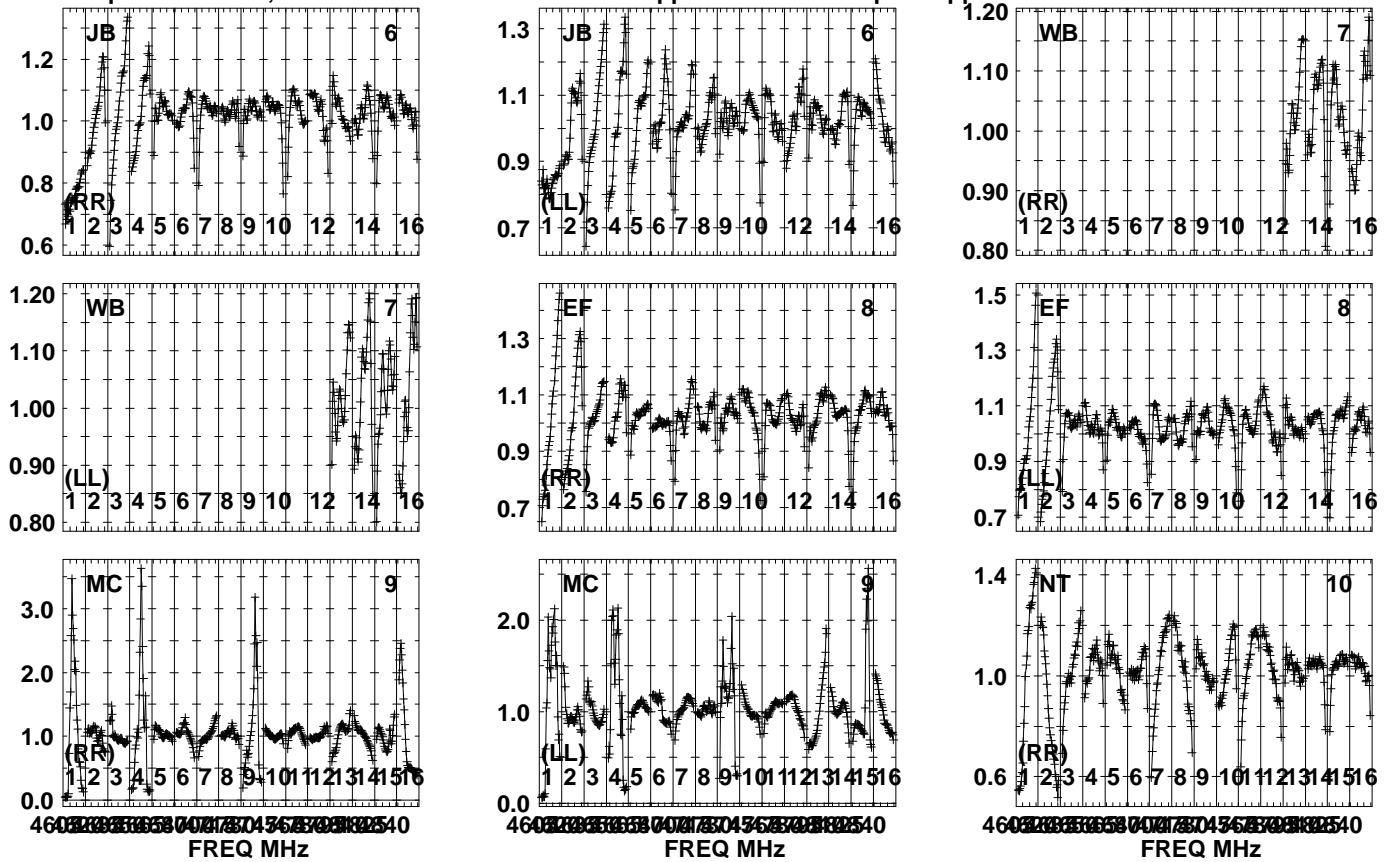 JB 6
1.2
1.0
0.8
0.6
(RR)
1 2 3 4 5 6 7 8 9 10 12 14 16
JB 6
1.3
1.1
0.9
0.7
(LL)
1 2 3 4 5 6 7 8 9 10 12 14 16
WB 7
1.20
1.10
1.00
0.90
0.80
(RR)
1 2 3 4 5 6 7 8 9 10 12 14 16
WB 7
1.20
1.10
1.00
0.90
0.80
(LL)
1 2 3 4 5 6 7 8 9 10 12 14 16
EF 8
1.3
1.1
0.9
0.7
(RR)
1 2 3 4 5 6 7 8 9 10 12 14 16
EF 8
1.5
1.3
1.1
0.9
0.7
(LL)
1 2 3 4 5 6 7 8 9 10 12 14 16
MC 9
3.0
2.0
1.0
0.0
(RR)
1 2 3 4 5 6 7 8 9 10 11 12 13 14 15 16
FREQ MHz
MC 9
2.0
1.0
0.0
(LL)
1 2 3 4 5 6 7 8 9 10 11 12 13 14 15 16
FREQ MHz
NT 10
1.4
1.0
0.6
(RR)
1 2 3 4 5 6 7 8 9 10 11 12 13 14 15 16
FREQ MHz